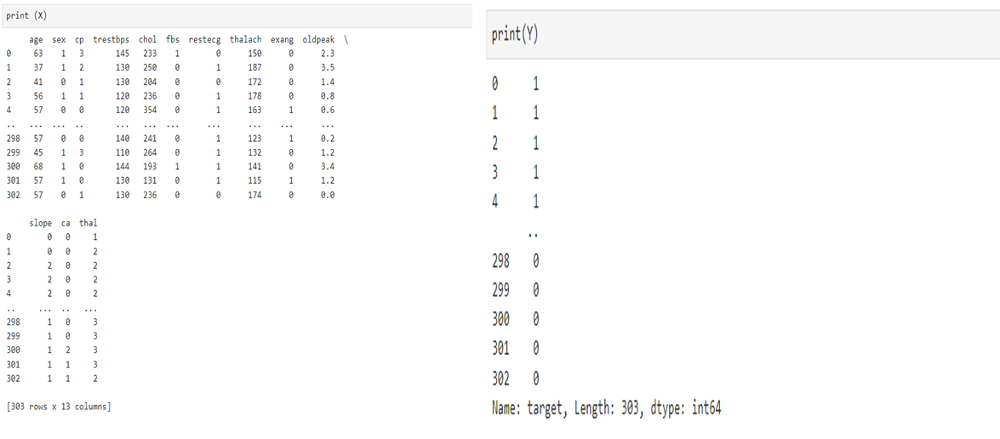 print (X)
age sex cp trestbps chol fbs restecg thalach exang oldpeak \
0 63 1 3 145 233 1 0 150 0 2.3
1 37 1 2 130 250 0 1 187 0 3.5
2 41 0 1 130 204 0 0 172 0 1.4
3 56 1 1 120 236 0 1 178 0 0.8
4 57 0 0 120 354 0 1 163 1 0.6
.. ... ... .. ... ... ... ... ... ... ...
298 57 0 0 140 241 0 1 123 1 0.2
299 45 1 3 110 264 0 1 132 0 1.2
300 68 1 0 144 193 1 1 141 0 3.4
301 57 1 0 130 131 0 1 115 1 1.2
302 57 0 1 130 236 0 0 174 0 0.0
slope ca thal
0 0 0 1
1 0 0 2
2 2 0 2
3 2 0 2
4 2 0 2
.. ... .. ...
298 1 0 3
299 1 0 3
300 1 2 3
301 1 1 3
302 1 1 2
[303 rows x 13 columns]
print(Y)
0 1
1 1
2 1
3 1
4 1
..
298 0
299 0
300 0
301 0
302 0
Name: target, Length: 303, dtype: int64